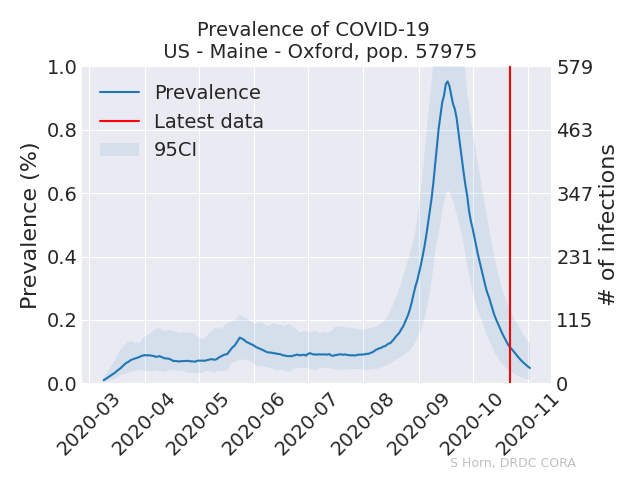 Prevalence of COVID-19
US - Maine - Oxford, pop. 57975
Prevalence (%)
1.0
0.8
0.6
0.4
0.2
0.0
Prevalence
Latest data
95CI
579
463
347
231
115
0
# of infections
2020-03
2020-04
2020-05
2020-06
2020-07
2020-08
2020-09
2020-10
2020-11
S Horn, DRDC CORA